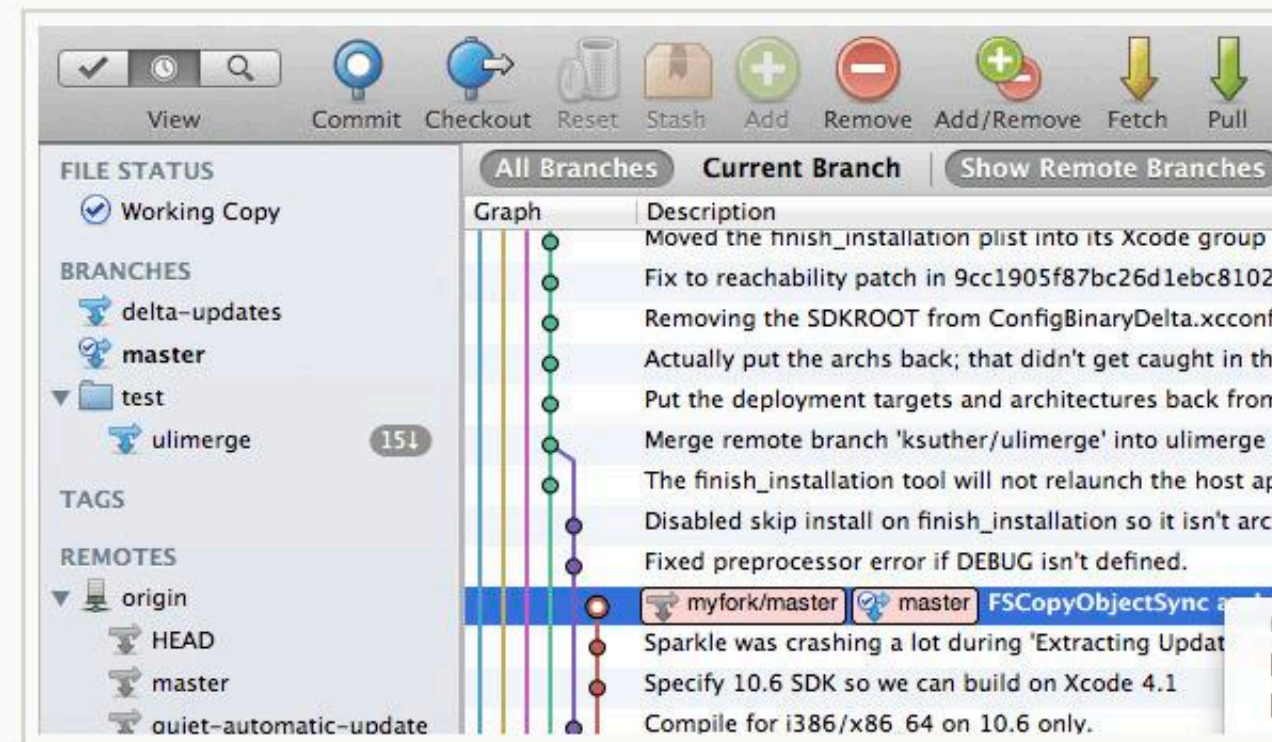 View Commit Checkout Reset Stash Add Remove Add/Remove Fetch Pull
FILE STATUS
Working Copy
BRANCHES
delta-updates
master
test
ulimerge 15↓
TAGS
REMOTES
origin
HEAD
master
quiet-automatic-update
All Branches Current Branch Show Remote Branches
Graph Description
Moved the finish_installation plist into its Xcode group
Fix to reachability patch in 9cc1905f87bc26d1ebc8102
Removing the SDKROOT from ConfigBinaryDelta.xcconf
Actually put the archs back; that didn't get caught in th
Put the deployment targets and architectures back from
Merge remote branch 'ksuther/ulimerge' into ulimerge
The finish_installation tool will not relaunch the host ap
Disabled skip install on finish_installation so it isn't arc
Fixed preprocessor error if DEBUG isn't defined.
myfork/master master FSCopyObjectSync
Sparkle was crashing a lot during 'Extracting Updat
Specify 10.6 SDK so we can build on Xcode 4.1
Compile for i386/x86_64 on 10.6 only.